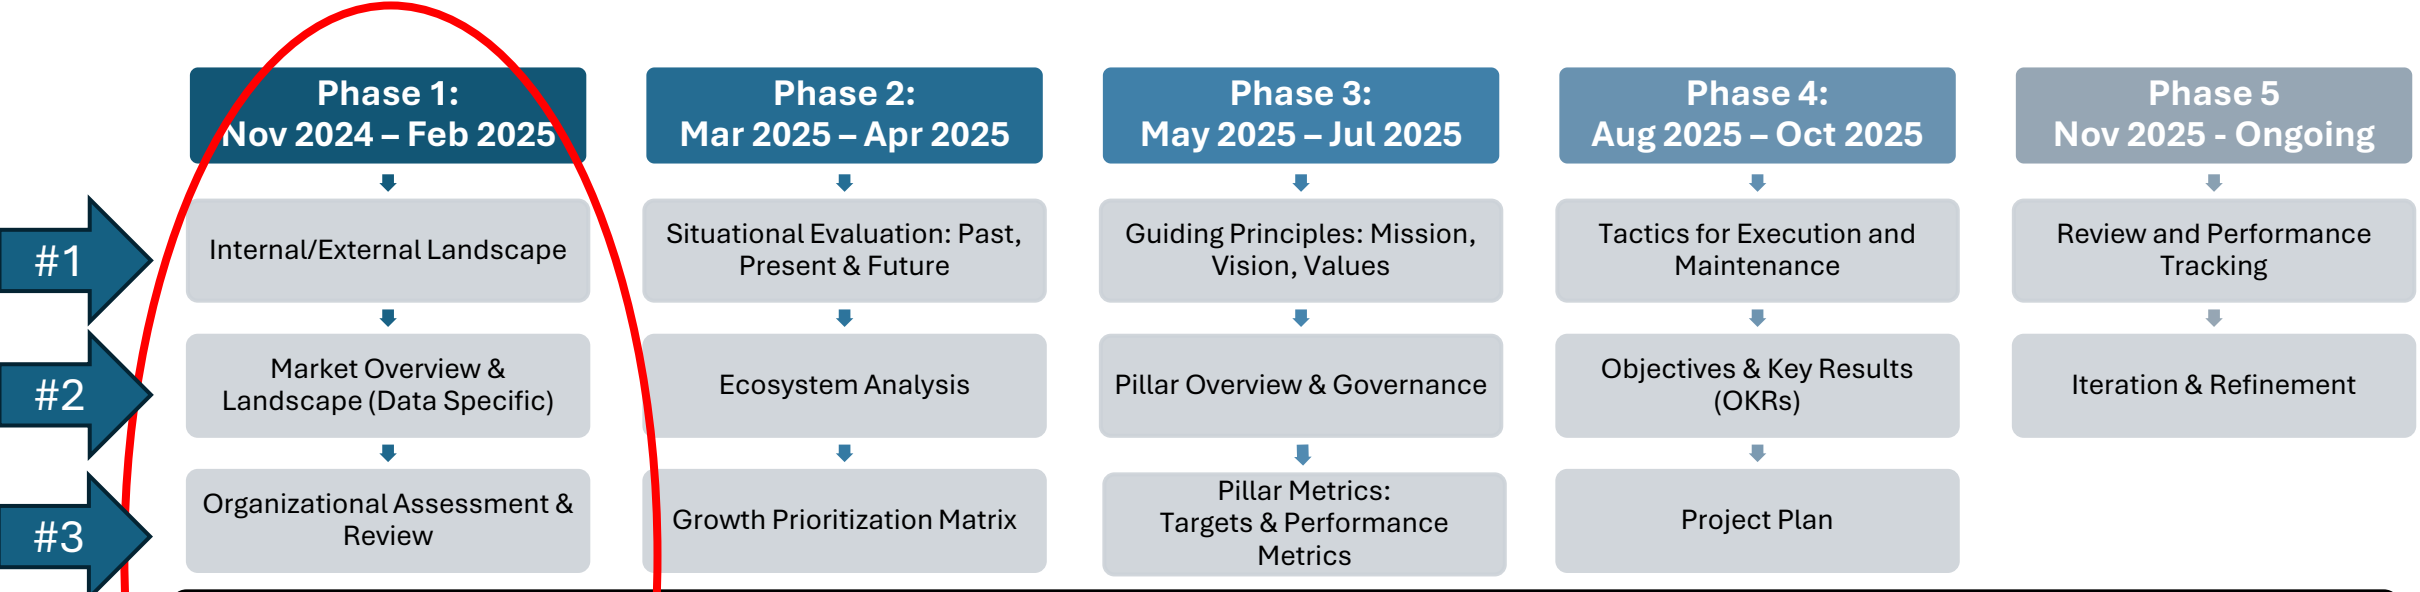 Phase 1:
Nov 2024 – Feb 2025
Phase 2:
Mar 2025 – Apr 2025
Phase 3:
May 2025 – Jul 2025
Phase 4:
Aug 2025 – Oct 2025
Phase 5
Nov 2025 - Ongoing
#1
Internal/External Landscape
Situational Evaluation: Past,
Present & Future
Guiding Principles: Mission,
Vision, Values
Tactics for Execution and
Maintenance
Review and Performance
Tracking
#2
Market Overview &
Landscape (Data Specific)
Ecosystem Analysis
Pillar Overview & Governance
Objectives & Key Results
(OKRs)
Iteration & Refinement
#3
Organizational Assessment &
Review
Growth Prioritization Matrix
Pillar Metrics:
Targets & Performance
Metrics
Project Plan